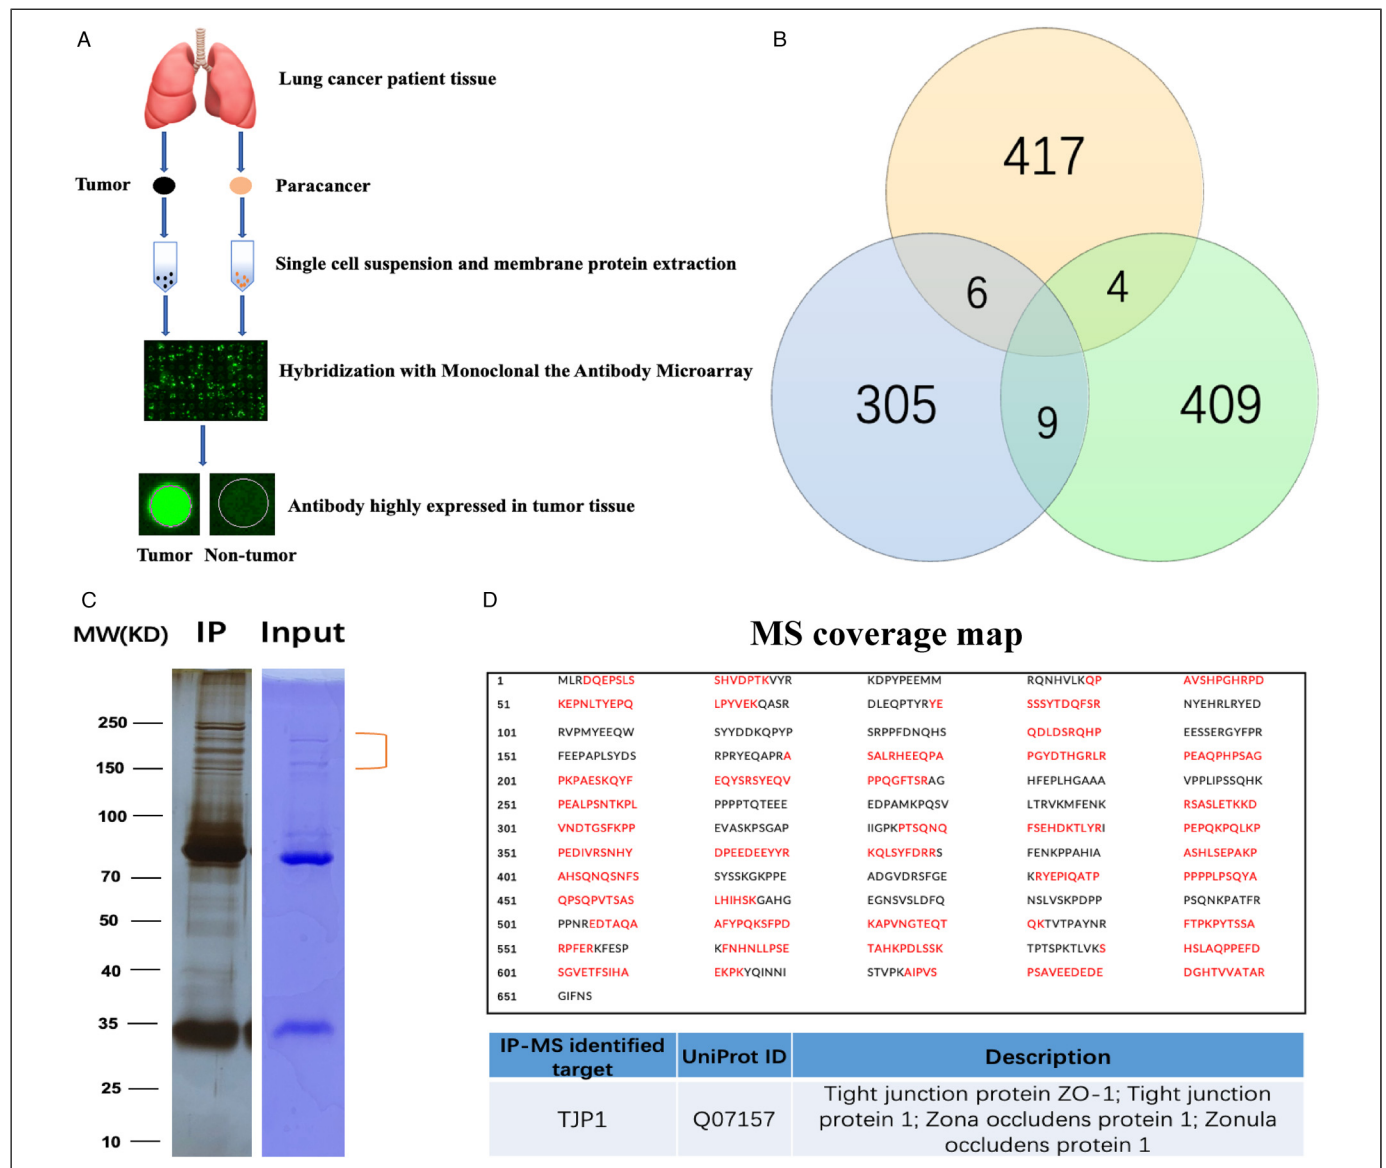 A
Lung cancer patient tissue
Tumor
Paracancer
Single cell suspension and membrane protein extraction
Hybridization with Monoclonal the Antibody Microarray
Antibody highly expressed in tumor tissue
Tumor Non-tumor
B
417
6
4
305
9
409
C
MW(KD) IP Input
250
150
100
70
50
40
35
25
10
D
MS coverage map
1 MLRDQEPSLS SHVDPTKVYR KDPYPEEMM RQNHVLKQP AVSHPGHRPD
51 KEPNLTYEPQ LPYVEKQASR DLEQPTYRYE SSSYTDQFSR NYEHRLRYED
101 RVPMYEEQW SYYDDKQPYP SRPPFDNQHS QDLDSRQHP EESSERGYFPR
151 FEEPAPLSYDS RPRYEQAPRA SALRHEEQPA PGYDTHGRLR PEAQPHPSAG
201 PKPAESKQYF EQYSRSYEQV PPQGFTSRAG HFEPLHGAAA VPPLIPSSQHK
251 PEALPSNTKPL PPPPTQTEEE EDPAMKPQSV LTRVKMFENK RSASLETKKD
301 VNDTGSFKPP EVASKPSGAP IIGPKPTSQNQ FSEHDKTLYRI PEPQKPQLKP
351 PEDIVRSNHY DPEEDEEYYR KQLSYFDRRS FENKPPAHIA ASHLSEPAKP
401 AHSQNQSNFS SYSSKGKPPE ADGVDRSFGE KRYEPIQATP PPPPLPSQYA
451 QPSQPVTSAS LHIHSKGAHG EGNSVSLDFQ NSLVSKPDPP PSQNKPATFR
501 PPNREDTAQA AFYPQKSFPD KAPVNGTEQT QKTVTPAYNR FTPKPYTSSA
551 RPFERKFESP KFNHNLLPSE TAHKPDLSSK TPTSPKTLVKS HSLAQPPEFD
601 SGVETFSIHA EKPKYQINNI STVPKAIPVS PSAVEEDEDE DGHTVVATAR
651 GIFNS
IP-MS identified target UniProt ID Description
TJP1 Q07157 Tight junction protein ZO-1; Tight junction
protein 1; Zona occludens protein 1; Zonula
occludens protein 1